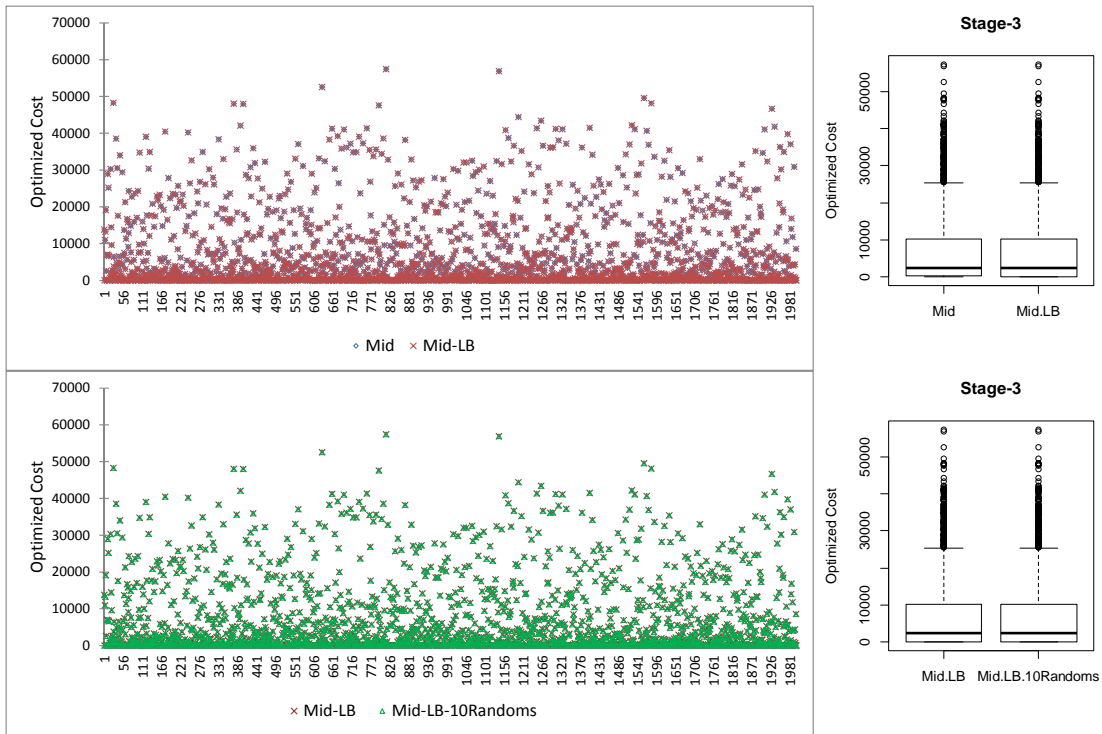 70000
60000
50000
40000
30000
20000
10000
0
Optimized Cost
1 56 111 166 221 276 331 386 441 496 551 606 661 716 771 826 881 936 991 1046 1101 1156 1211 1266 1321 1376 1431 1486 1541 1596 1651 1706 1761 1816 1871 1926 1981
Mid Mid-LB
Stage-3
Optimized Cost
50000
30000
10000
0
Mid Mid.LB
70000
60000
50000
40000
30000
20000
10000
0
Optimized Cost
1 56 111 166 221 276 331 386 441 496 551 606 661 716 771 826 881 936 991 1046 1101 1156 1211 1266 1321 1376 1431 1486 1541 1596 1651 1706 1761 1816 1871 1926 1981
Mid-LB Mid-LB-10Randoms
Stage-3
Optimized Cost
50000
30000
10000
0
Mid.LB Mid.LB.10Randoms